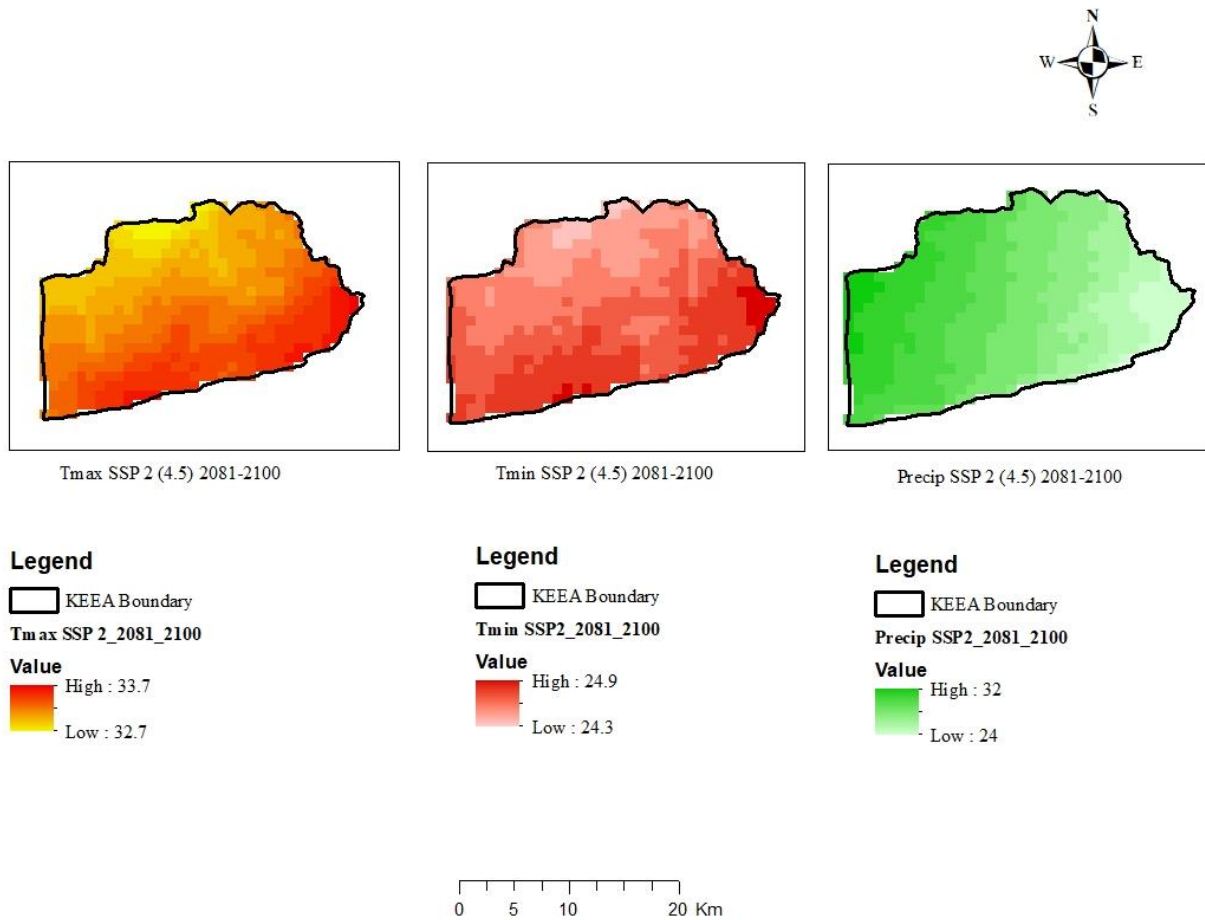 N
W E
S
Tmax SSP 2 (4.5) 2081-2100
Tmin SSP 2 (4.5) 2081-2100
Precip SSP 2 (4.5) 2081-2100
Legend
KEEA Boundary
Tmax SSP 2_2081_2100
Value
High : 33.7
Low : 32.7
Legend
KEEA Boundary
Tmin SSP2_2081_2100
Value
High : 24.9
Low : 24.3
Legend
KEEA Boundary
Precip SSP2_2081_2100
Value
High : 32
Low : 24
0 5 10 20 Km